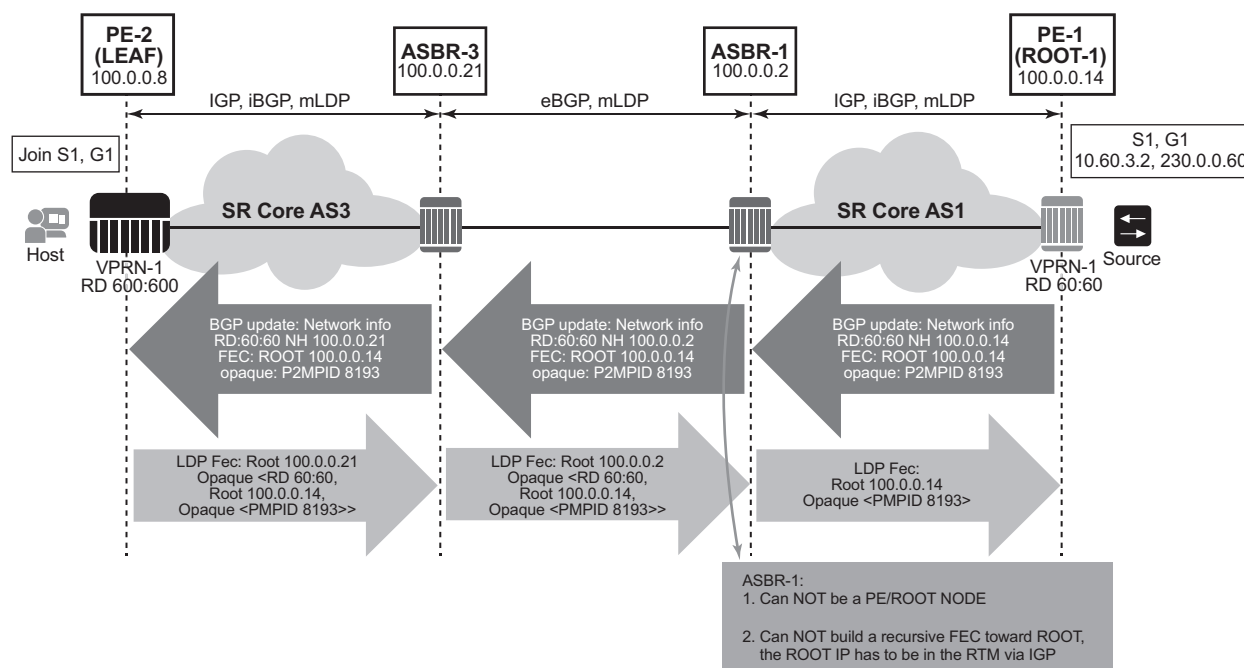 PE-2
(LEAF)
100.0.0.8
ASBR-3
100.0.0.21
ASBR-1
100.0.0.2
PE-1
(ROOT-1)
100.0.0.14
IGP, iBGP, mLDP
eBGP, mLDP
IGP, iBGP, mLDP
Join S1, G1
S1, G1
10.60.3.2, 230.0.0.60
SR Core AS3
SR Core AS1
Host
VPRN-1
RD 600:600
VPRN-1
RD 60:60
Source
BGP update: Network info
RD:60:60 NH 100.0.0.21
FEC: ROOT 100.0.0.14
opaque: P2MPID 8193
BGP update: Network info
RD:60:60 NH 100.0.0.2
FEC: ROOT 100.0.0.14
opaque: P2MPID 8193
BGP update: Network info
RD:60:60 NH 100.0.0.14
FEC: ROOT 100.0.0.14
opaque: P2MPID 8193
LDP Fec: Root 100.0.0.21
Opaque <RD 60:60,
Root 100.0.0.14,
Opaque <PMPID 8193>>
LDP Fec: Root 100.0.0.2
Opaque <RD 60:60,
Root 100.0.0.14,
Opaque <PMPID 8193>>
LDP Fec:
Root 100.0.0.14
Opaque <PMPID 8193>
ASBR-1:
1. Can NOT be a PE/ROOT NODE
2. Can NOT build a recursive FEC toward ROOT,
the ROOT IP has to be in the RTM via IGP